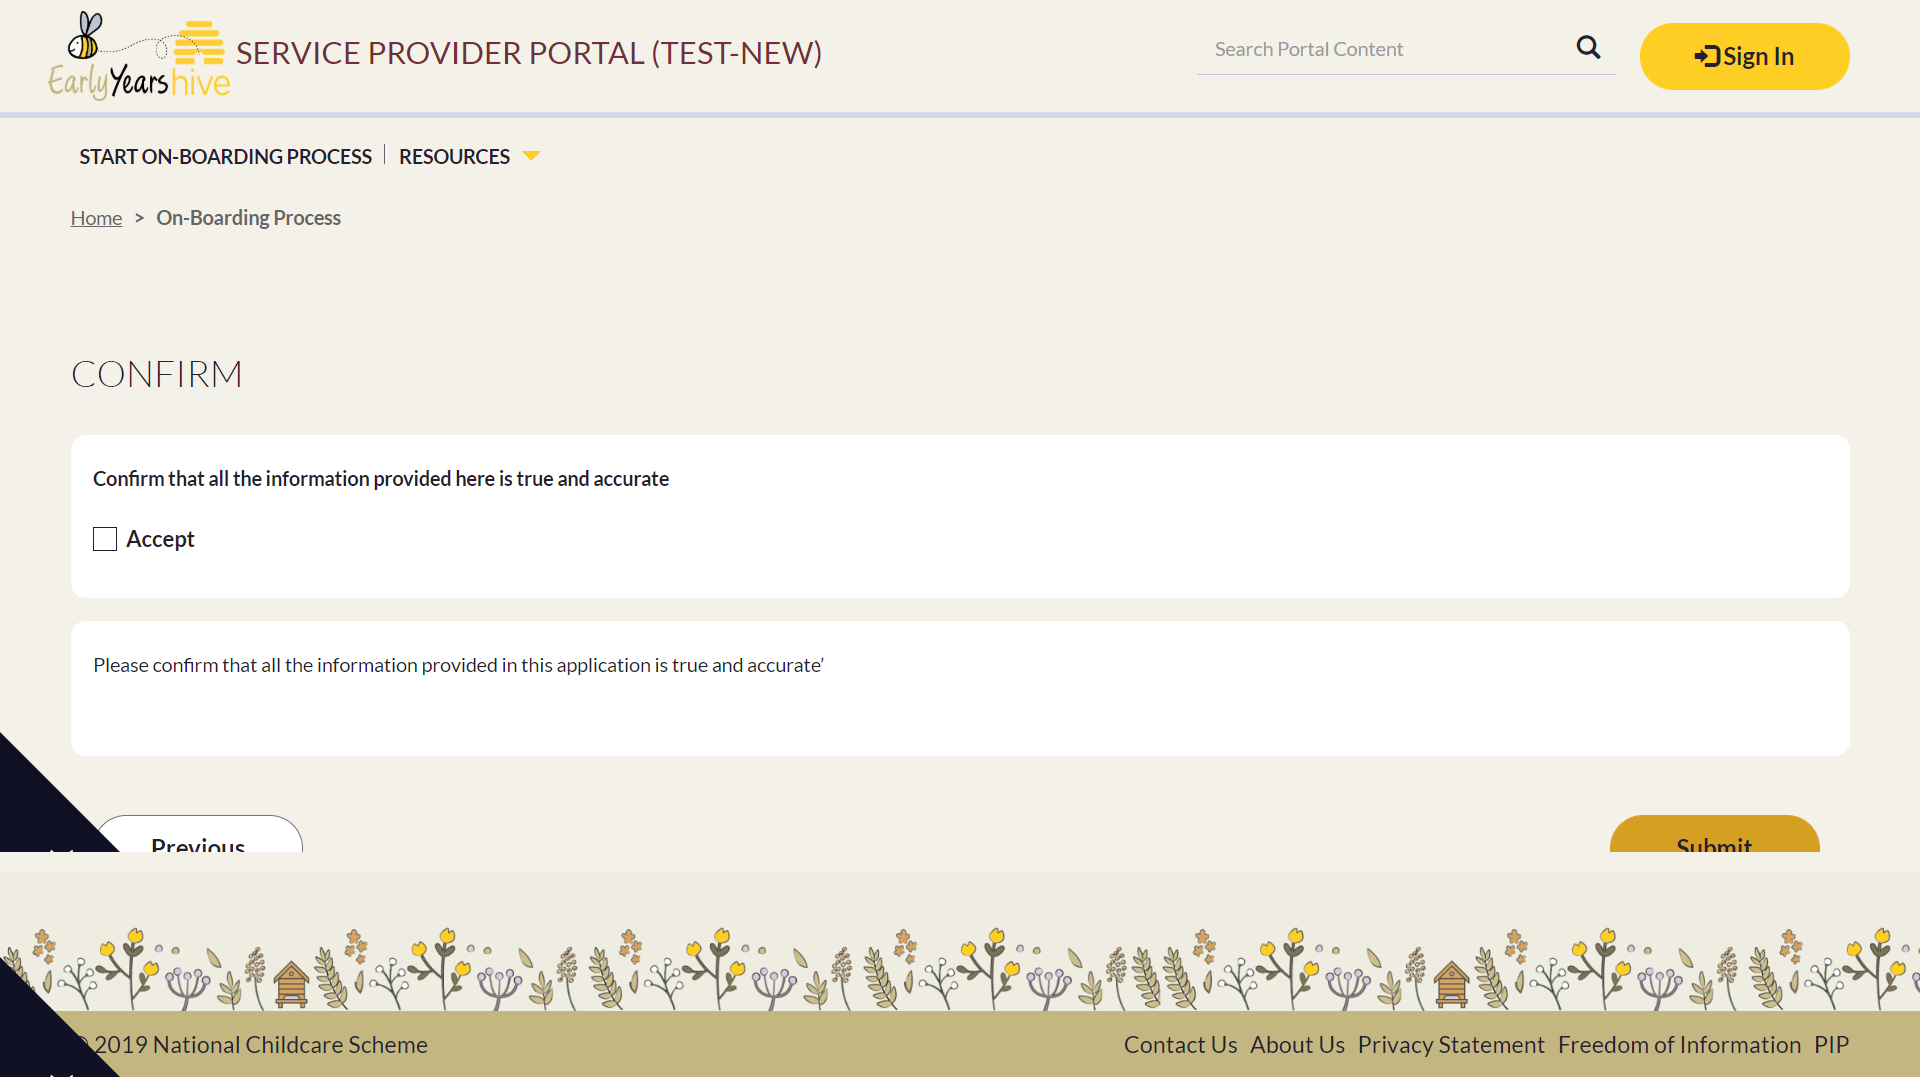 Early Years hive
SERVICE PROVIDER PORTAL (TEST-NEW)
Search Portal Content
Sign In
START ON-BOARDING PROCESS
RESOURCES
Home > On-Boarding Process
CONFIRM
Confirm that all the information provided here is true and accurate
Accept
Please confirm that all the information provided in this application is true and accurate’
Previous
Submit
© 2019 National Childcare Scheme
Contact Us About Us Privacy Statement Freedom of Information PIP